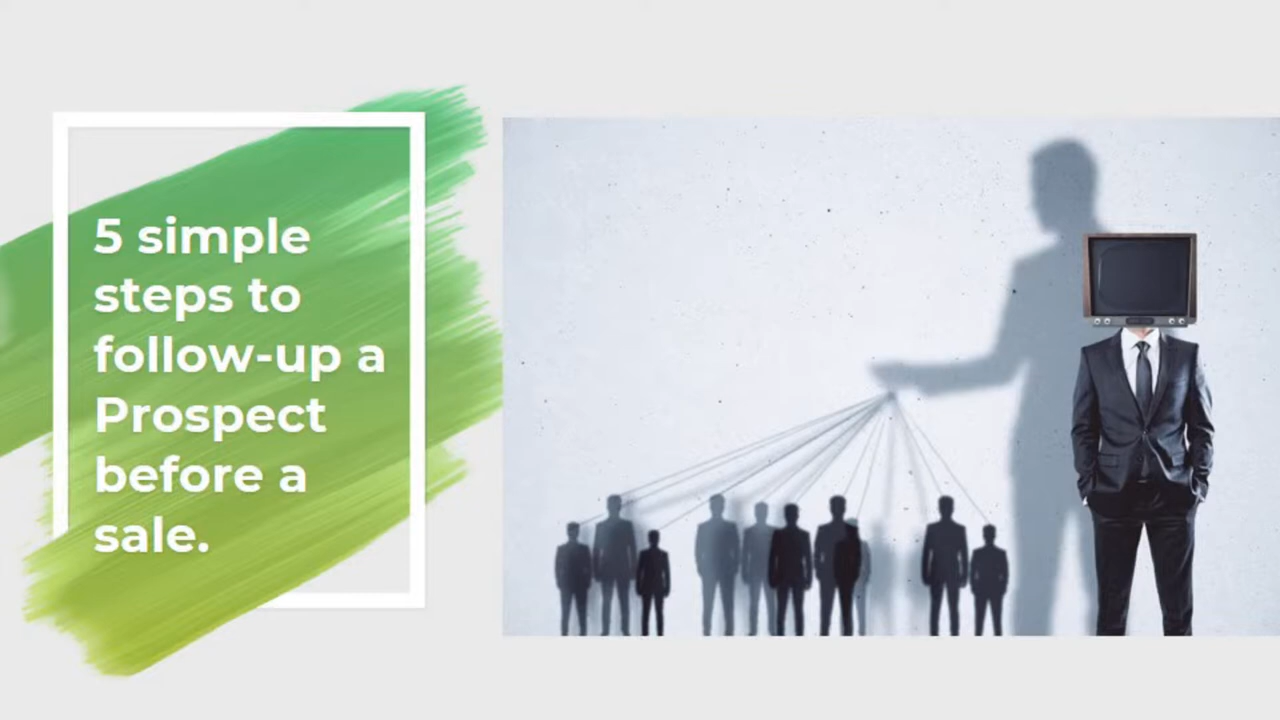 5 simple
steps to
follow-up a
Prospect
before a
sale.